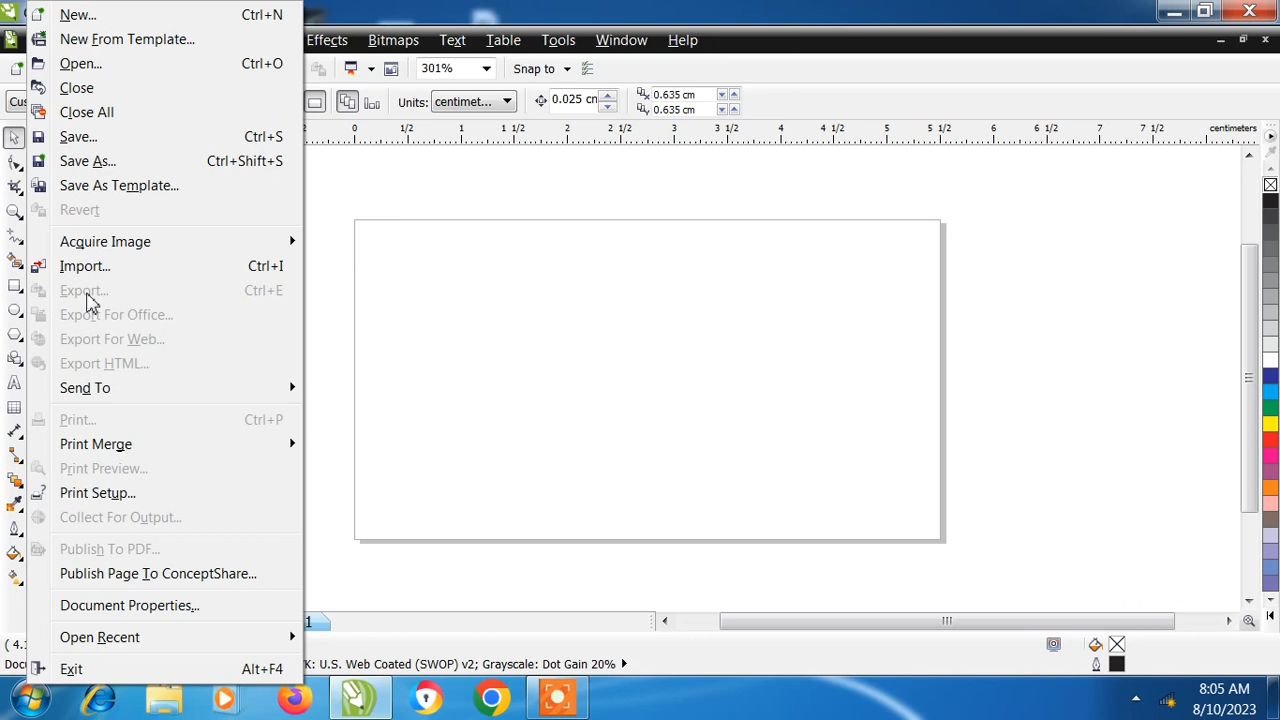 New... Ctrl+N
New From Template...
Open... Ctrl+O
Close
Close All
Save... Ctrl+S
Save As... Ctrl+Shift+S
Save As Template...
Revert
Acquire Image
Import... Ctrl+I
Export... Ctrl+E
Export For Office...
Export For Web...
Export HTML...
Send To
Print... Ctrl+P
Print Merge
Print Preview...
Print Setup...
Collect For Output...
Publish To PDF...
Publish Page To ConceptShare...
Document Properties...
Open Recent
Exit Alt+F4
Effects Bitmaps Text Table Tools Window Help
301% Snap to
Cus Units: centimet... 0.025 cm 0.635 cm
0.635 cm
0 1/2 1 1/2 2 2 1/2 3 3 1/2 4 4 1/2 5 5 1/2 6 6 1/2 7 7 1/2 centimeters
1
( 4.
Docu K: U.S. Web Coated (SWOP) v2; Grayscale: Dot Gain 20%
8:05 AM
8/10/2023